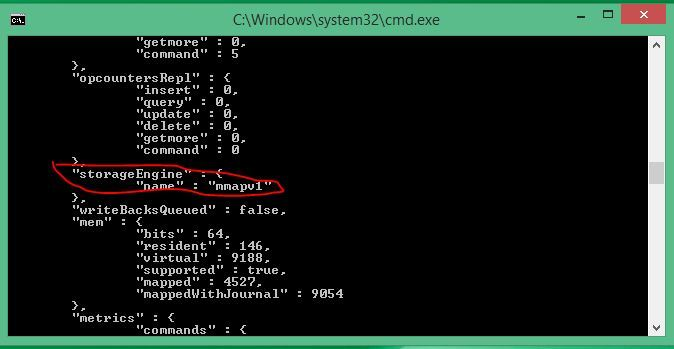 C:\Windows\system32\cmd.exe
"getmore" : 0,
"command" : 5
},
"opcountersRepl" : {
"insert" : 0,
"query" : 0,
"update" : 0,
"delete" : 0,
"getmore" : 0,
"command" : 0
},
"storageEngine" : {
"name" : "mmapv1"
},
"writeBacksQueued" : false,
"mem" : {
"bits" : 64,
"resident" : 146,
"virtual" : 9188,
"supported" : true,
"mapped" : 4527,
"mappedWithJournal" : 9054
},
"metrics" : {
"commands" : {